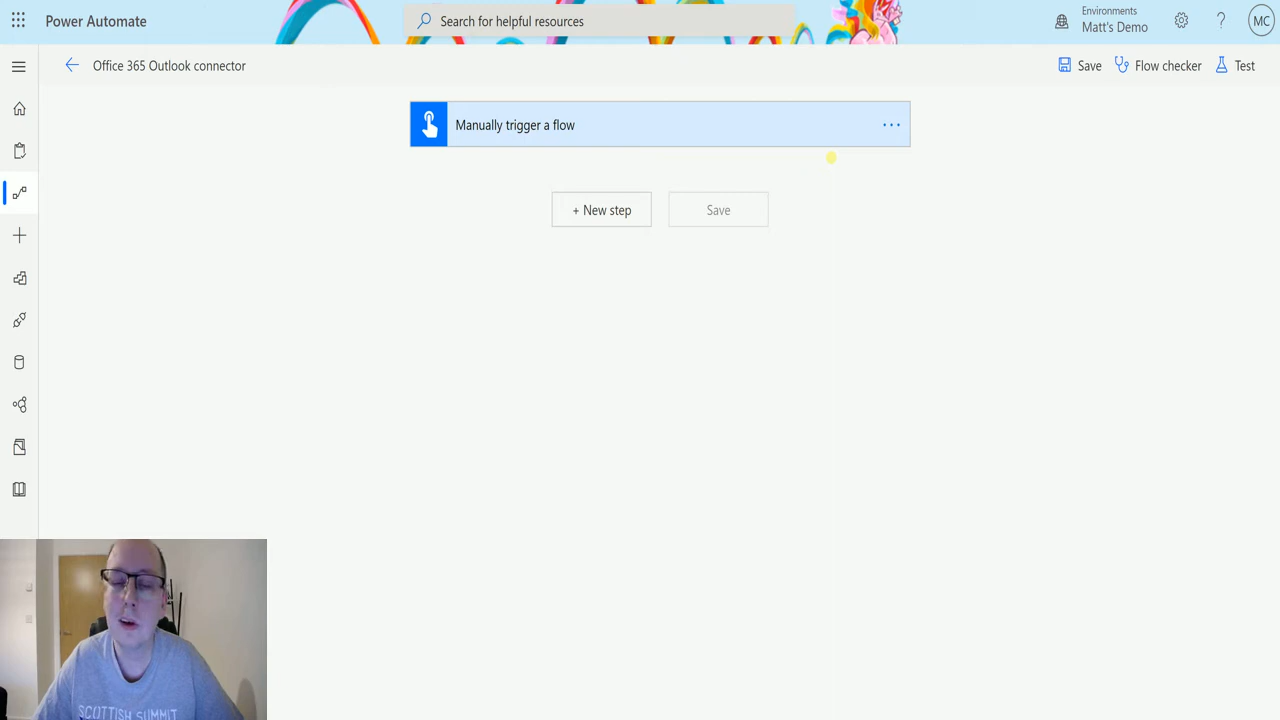 Power Automate
Search for helpful resources
Environments
Matt's Demo
MC
Office 365 Outlook connector
Save
Flow checker
Test
Manually trigger a flow
+ New step
Save
SCOTTISH SUMMIT